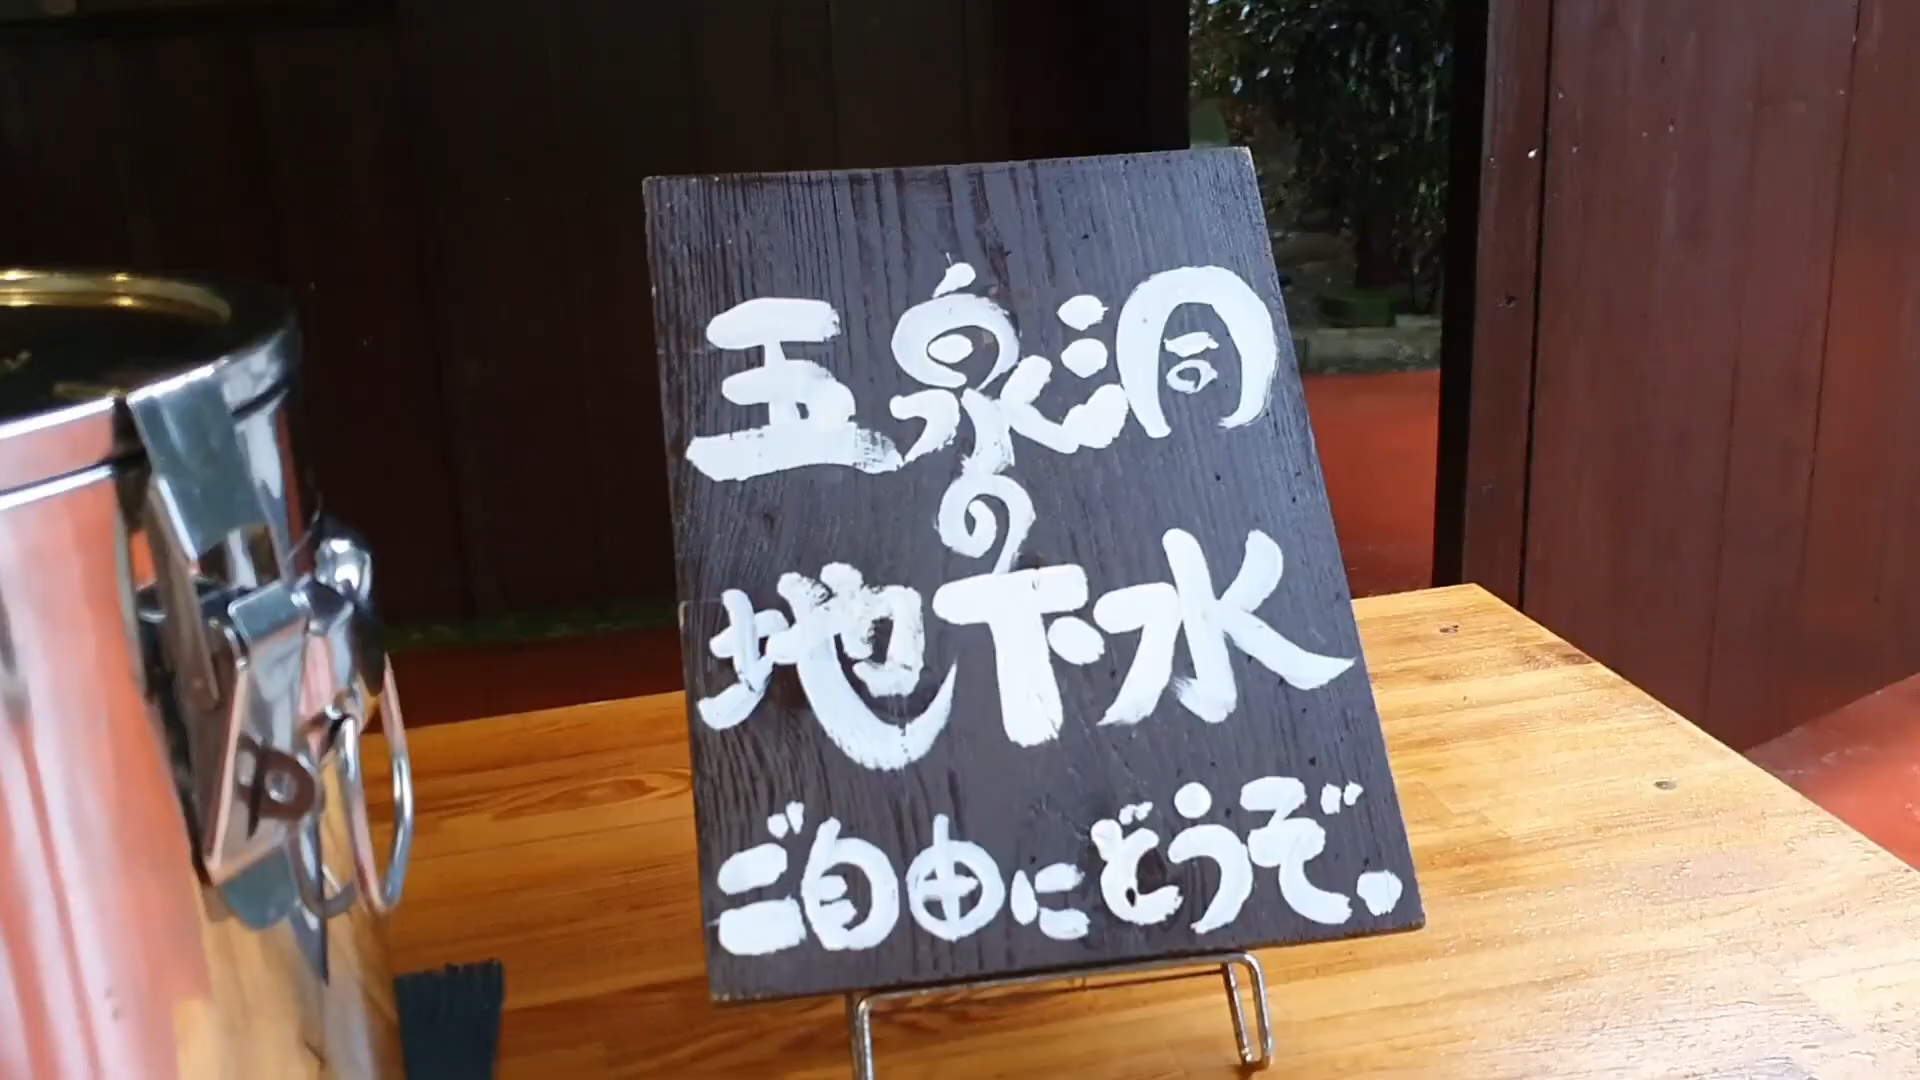 玉泉洞
の
地下水
ご自由にどうぞ。